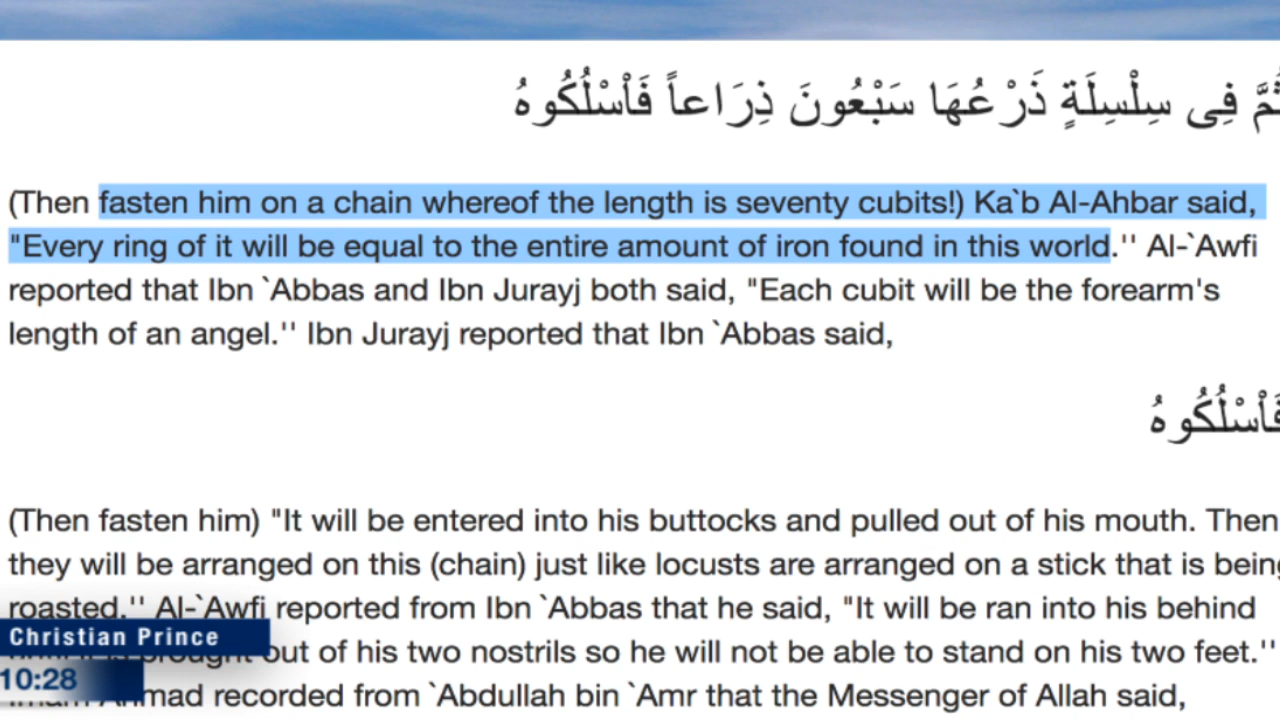 فِى سِلْسِلَةٍ ذَرْعُهَا سَبْعُونَ ذِرَاعاً فَاْسْلُكُوهُ
(Then fasten him on a chain whereof the length is seventy cubits!) Ka`b Al-Ahbar said,
"Every ring of it will be equal to the entire amount of iron found in this world.'' Al-`Awfi
reported that Ibn `Abbas and Ibn Jurayj both said, "Each cubit will be the forearm's
length of an angel.'' Ibn Jurayj reported that Ibn `Abbas said,
فَاْسْلُكُوهُ
(Then fasten him) "It will be entered into his buttocks and pulled out of his mouth. Then
they will be arranged on this (chain) just like locusts are arranged on a stick that is
roasted.'' Al-`Awfi reported from Ibn `Abbas that he said, "It will be ran into his behind
Christian Prince
out of his two nostrils so he will not be able to stand on his two feet.''
10:28
recorded from `Abdullah bin `Amr that the Messenger of Allah said,